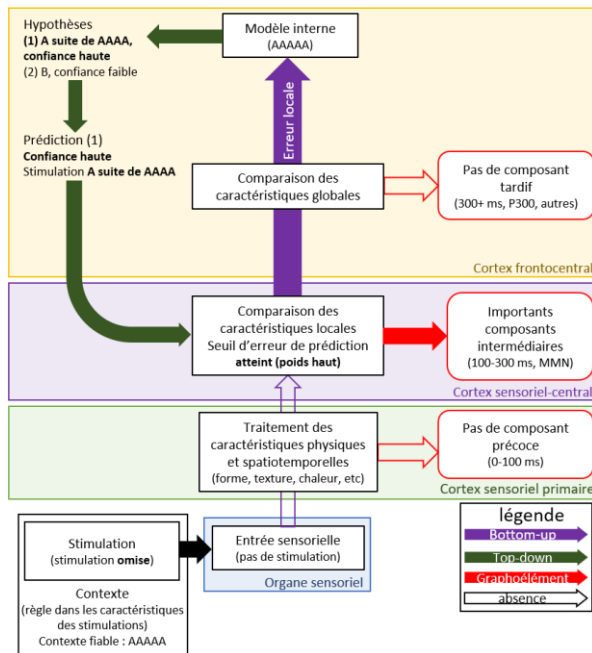 Hypothèses
(1) A suite de AAAA,
confiance haute
(2) B, confiance faible
Modèle interne
(AAAAA)
Erreur locale
Prédiction (1)
Confiance haute
Stimulation A suite de AAAA
Comparaison des
caractéristiques globales
Pas de composant
tardif
(300+ ms, P300, autres)
Cortex frontocentral
Comparaison des
caractéristiques locales
Seuil d'erreur de prédiction
atteint (poids haut)
Importants
composants
intermédiaires
(100-300 ms, MMN)
Cortex sensoriel-central
Traitement des
caractéristiques physiques
et spatiotemporelles
(forme, texture, chaleur, etc)
Pas de composant
précoce
(0-100 ms)
Cortex sensoriel primaire
Stimulation
(stimulation omise)
Contexte
(règle dans les caractéristiques
des stimulations)
Contexte fiable : AAAAA
Entrée sensorielle
(pas de stimulation)
Organe sensoriel
légende
Bottom-up
Top-down
Graphoélément
absence